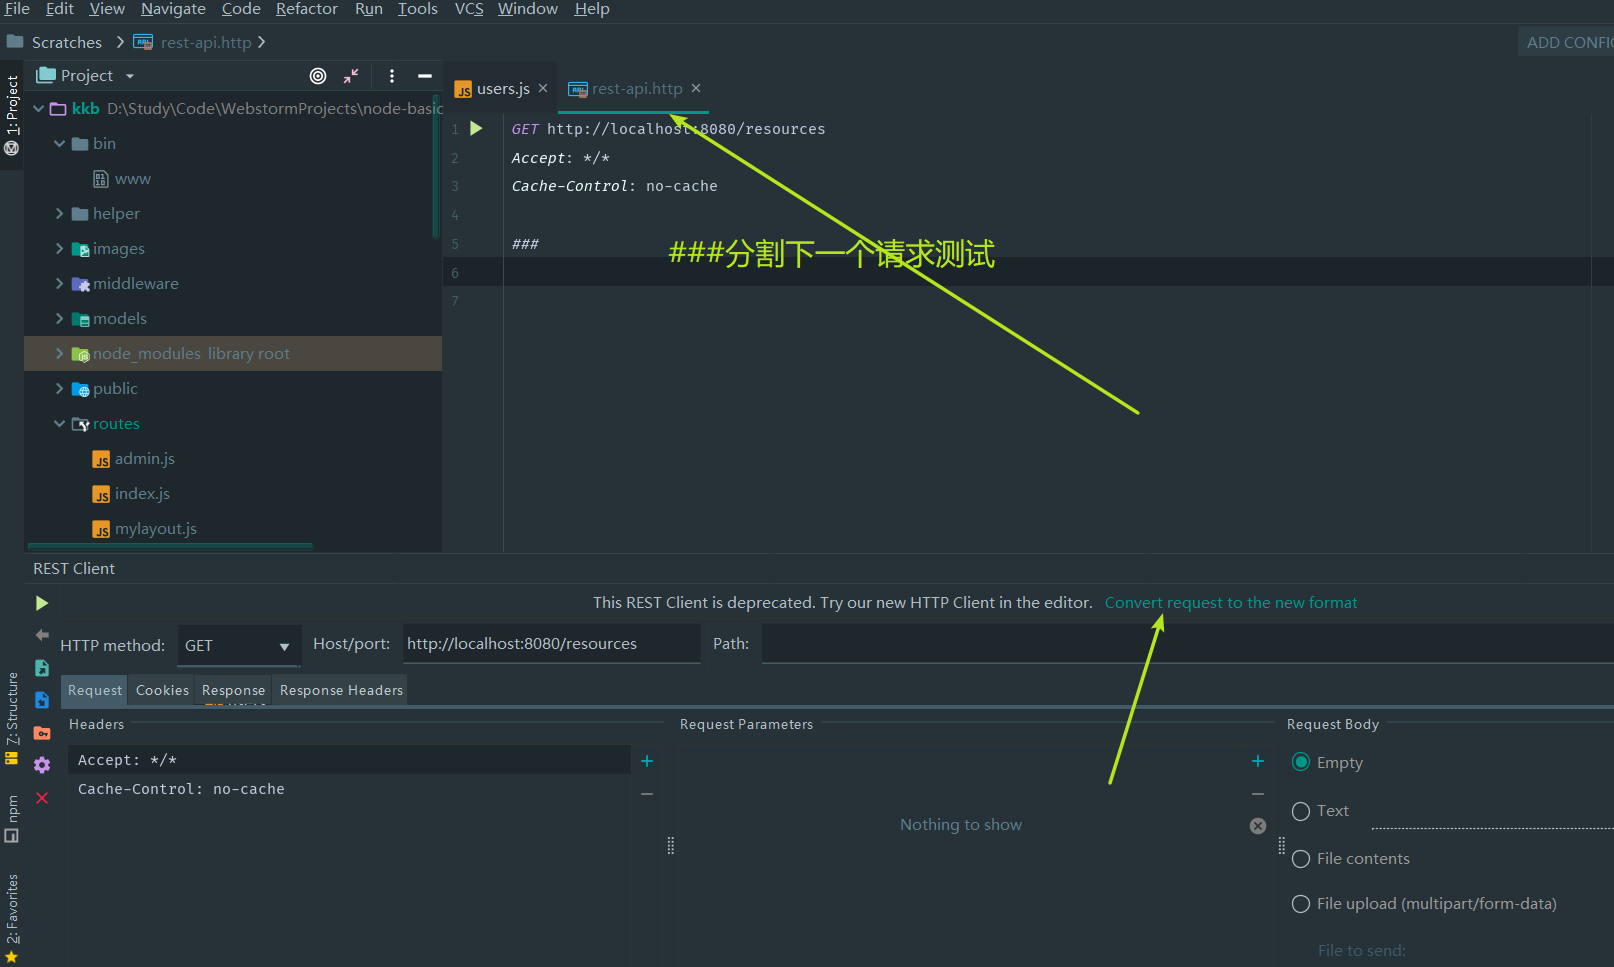 File Edit View Navigate Code Refactor Run Tools VCS Window Help
Scratches rest-api.http ADD CONFIG
1: Project
Project
users.js rest-api.http
kkb D:\Study\Code\WebstormProjects\node-basic
bin
www
helper
images
middleware
models
node_modules library root
public
routes
admin.js
index.js
mylayout.js
1 GET http://localhost:8080/resources
2 Accept: */*
3 Cache-Control: no-cache
4
5 ###
###分割下一个请求测试
6
7
REST Client
This REST Client is deprecated. Try our new HTTP Client in the editor. Convert request to the new format
HTTP method: GET Host/port: http://localhost:8080/resources Path:
Request Cookies Response Response Headers
Headers Request Parameters Request Body
Accept: */*
Cache-Control: no-cache
Nothing to show
Empty
Text
File contents
File upload (multipart/form-data)
File to send:
7: Structure
npm
2: Favorites